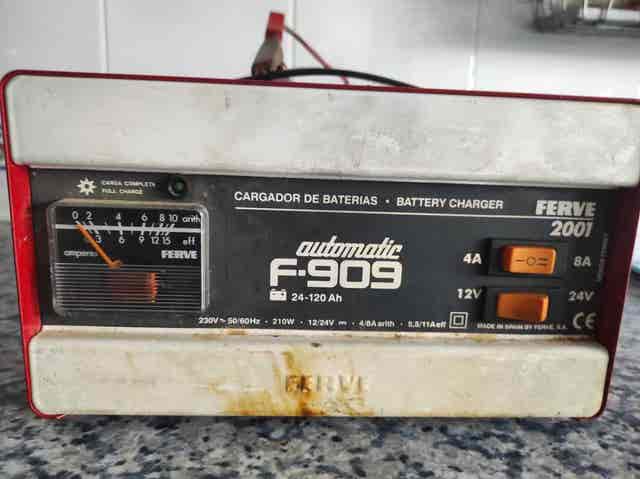 CARGA COMPLETA
FULL CHARGE
CARGADOR DE BATERIAS • BATTERY CHARGER
FERVE
2001
0 2 4 6 8 10 arith
3 6 9 12 15 eff
FERVE
automatic
F-909
24-120 Ah
4A -O= 8A
12V 24V
230V~50/60Hz • 210W • 12/24V ⎓ • 4/8A arith • 5,5/11A eff
MADE IN SPAIN BY FERVE, S.A.
CE
FERVE